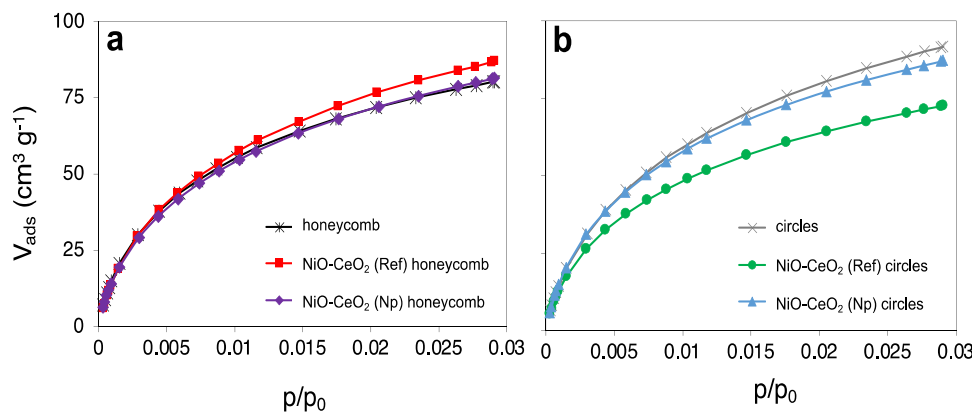 a
V_ads (cm³ g⁻¹)
100
75
50
25
0
honeycomb
NiO-CeO₂ (Ref) honeycomb
NiO-CeO₂ (Np) honeycomb
0 0.005 0.01 0.015 0.02 0.025 0.03
p/p₀
b
circles
NiO-CeO₂ (Ref) circles
NiO-CeO₂ (Np) circles
0 0.005 0.01 0.015 0.02 0.025 0.03
p/p₀